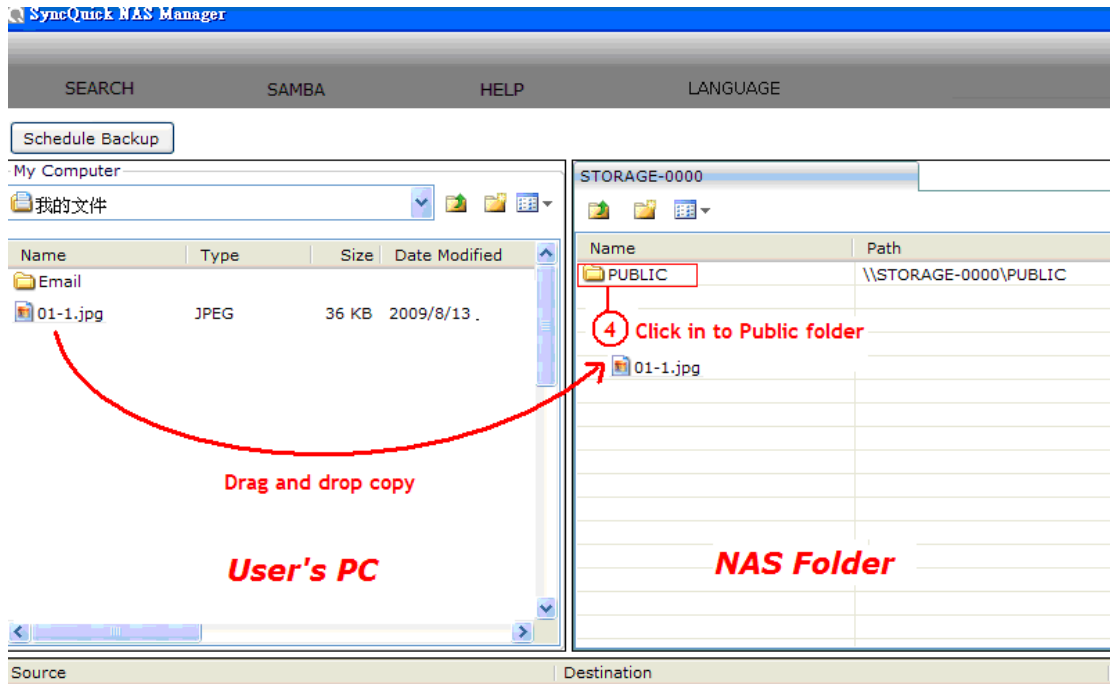 SyncQuick NAS Manager
SEARCH SAMBA HELP LANGUAGE
Schedule Backup
My Computer
我的文件
Name Type Size Date Modified
Email
01-1.jpg JPEG 36 KB 2009/8/13
Drag and drop copy
User's PC
STORAGE-0000
Name Path
PUBLIC \\STORAGE-0000\PUBLIC
4 Click in to Public folder
01-1.jpg
NAS Folder
Source Destination